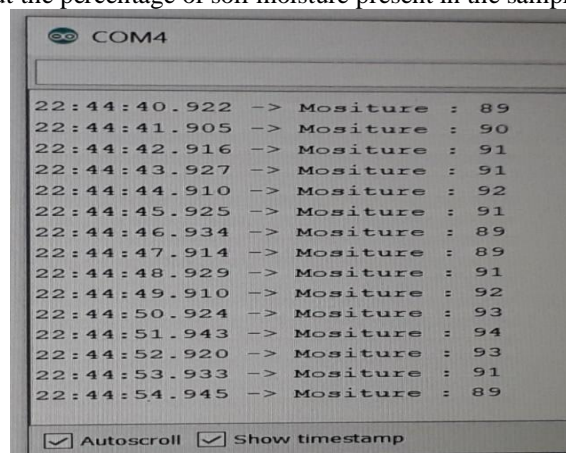 the percentage of soil moisture present in the
COM4
22:44:40.922 -> Mositure : 89
22:44:41.905 -> Mositure : 90
22:44:42.916 -> Mositure : 91
22:44:43.927 -> Mositure : 91
22:44:44.910 -> Mositure : 92
22:44:45.925 -> Mositure : 91
22:44:46.934 -> Mositure : 89
22:44:47.914 -> Mositure : 89
22:44:48.929 -> Mositure : 91
22:44:49.910 -> Mositure : 92
22:44:50.924 -> Mositure : 93
22:44:51.943 -> Mositure : 94
22:44:52.920 -> Mositure : 93
22:44:53.933 -> Mositure : 91
22:44:54.945 -> Mositure : 89
Autoscroll Show timestamp